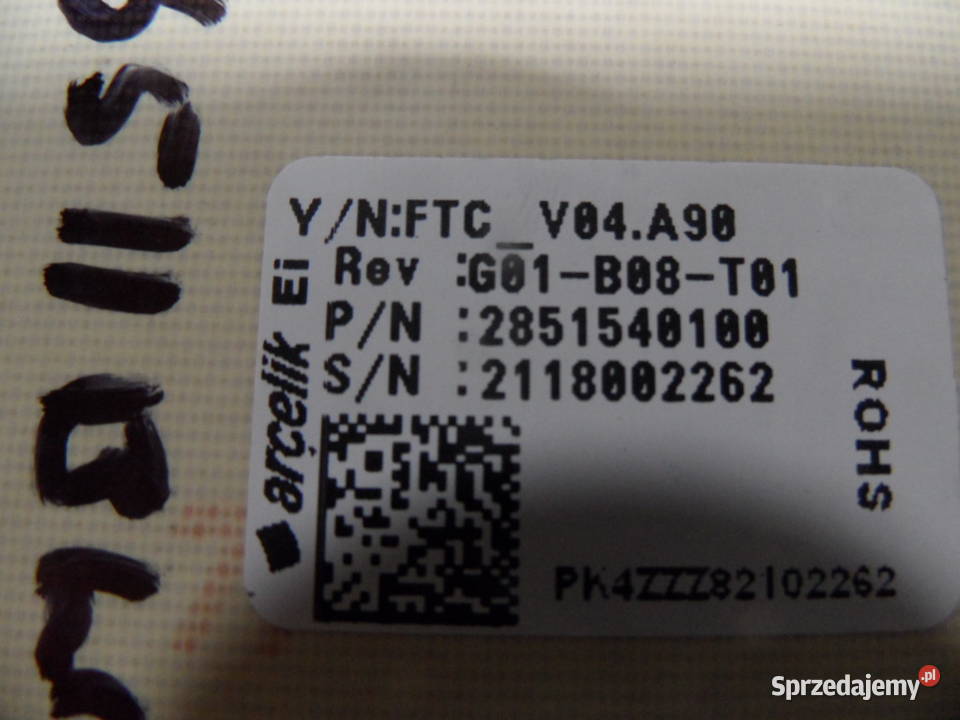 Y/N:FTC_V04.A90
Rev :G01-B08-T01
P/N :2851540100
S/N :2118002262
arçelik Ei
ROHS
PK4ZZZ82102262
Sprzedajemy.pl